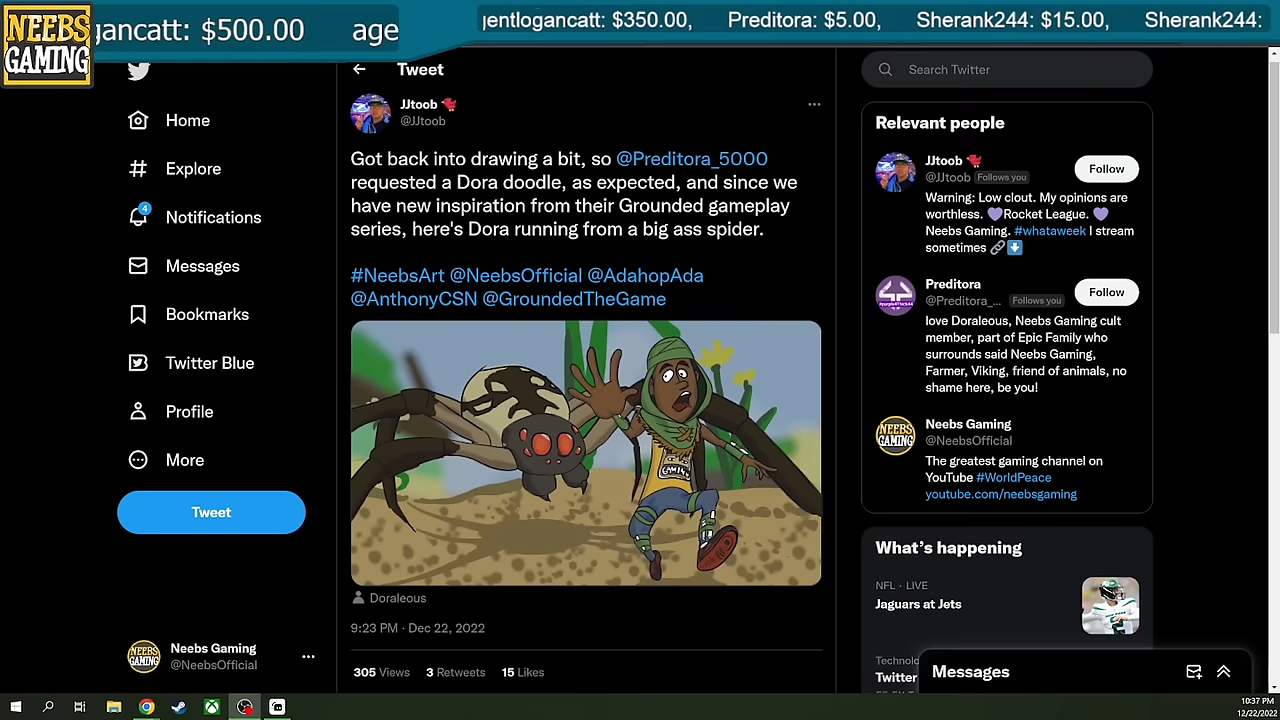 NEEBS
GAMING
gancatt: $500.00 age
gentlogancatt: $350.00, Preditora: $5.00, Sherank244: $15.00, Sherank244:
Tweet
Search Twitter
Home
Explore
4
Notifications
Messages
Bookmarks
Twitter Blue
Profile
More
Tweet
Neebs Gaming
@NeebsOfficial
JJtoob
@JJtoob
Got back into drawing a bit, so @Preditora_5000
requested a Dora doodle, as expected, and since we
have new inspiration from their Grounded gameplay
series, here's Dora running from a big ass spider.
#NeebsArt @NeebsOfficial @AdahopAda
@AnthonyCSN @GroundedTheGame
GAMING
Doraleous
9:23 PM · Dec 22, 2022
305 Views 3 Retweets 15 Likes
Relevant people
JJtoob
@JJtoob Follows you
Follow
Warning: Low clout. My opinions are
worthless. 💜Rocket League. 💜
Neebs Gaming. #whataweek I stream
sometimes 🔗⬇️
Preditora
@Preditora_... Follows you
Follow
love Doraleous, Neebs Gaming cult
member, part of Epic Family who
surrounds said Neebs Gaming,
Farmer, Viking, friend of animals, no
shame here, be you!
NEEBS
GAMING
Neebs Gaming
@NeebsOfficial
The greatest gaming channel on
YouTube #WorldPeace
youtube.com/neebsgaming
What's happening
NFL · LIVE
Jaguars at Jets
Technolo
Twitter
Messages
10:37 PM
12/22/2022